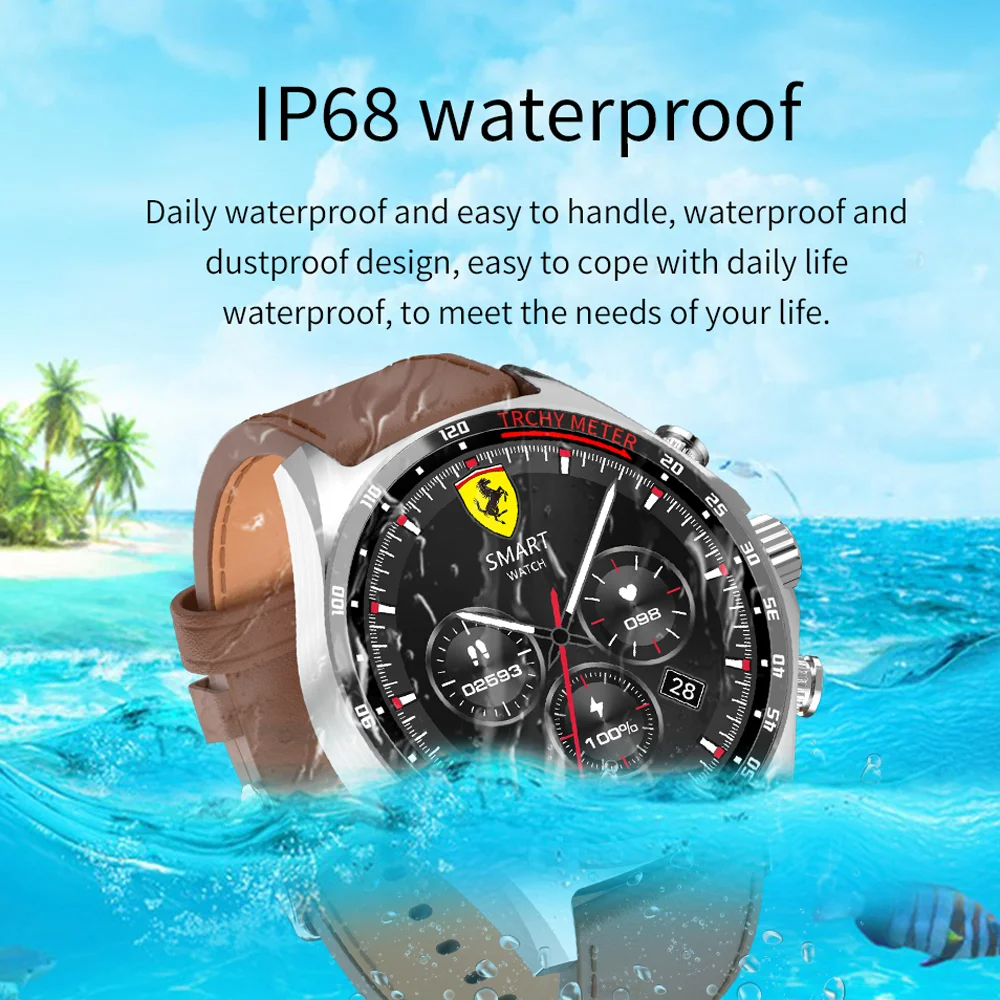 IP68 waterproof
Daily waterproof and easy to handle, waterproof and
dustproof design, easy to cope with daily life
waterproof, to meet the needs of your life.
TRCHY METER
120
110
100
90
20
25
30
35
40
45
50
SMART
WATCH
098
02593
28
100%